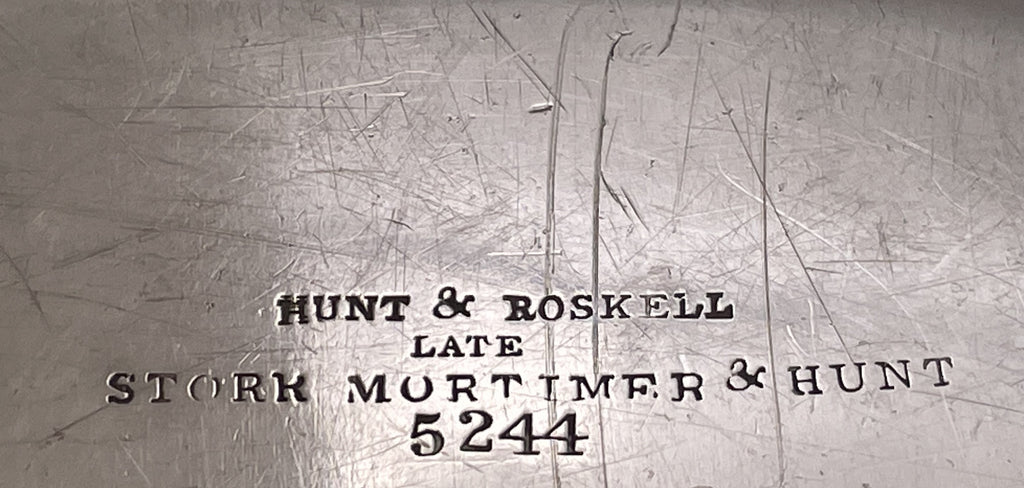 HUNT & ROSKELL
LATE
STORR MORTIMER & HUNT
5244